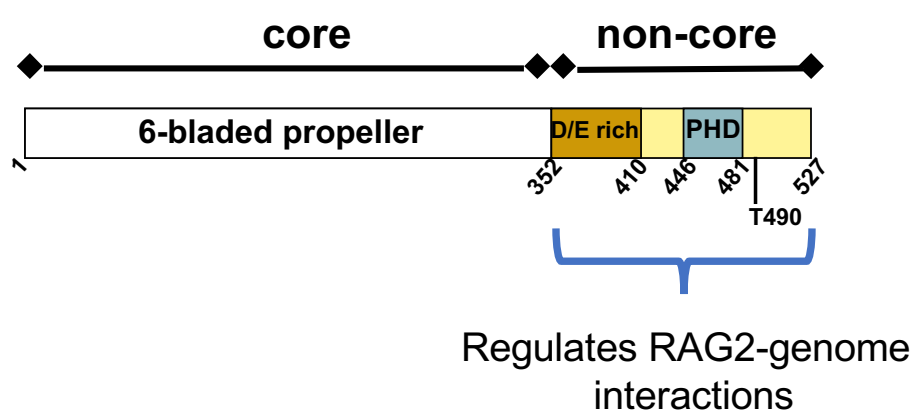 core non-core
6-bladed propeller D/E rich PHD
1 352 410 446 481 527
T490
Regulates RAG2-genome
interactions